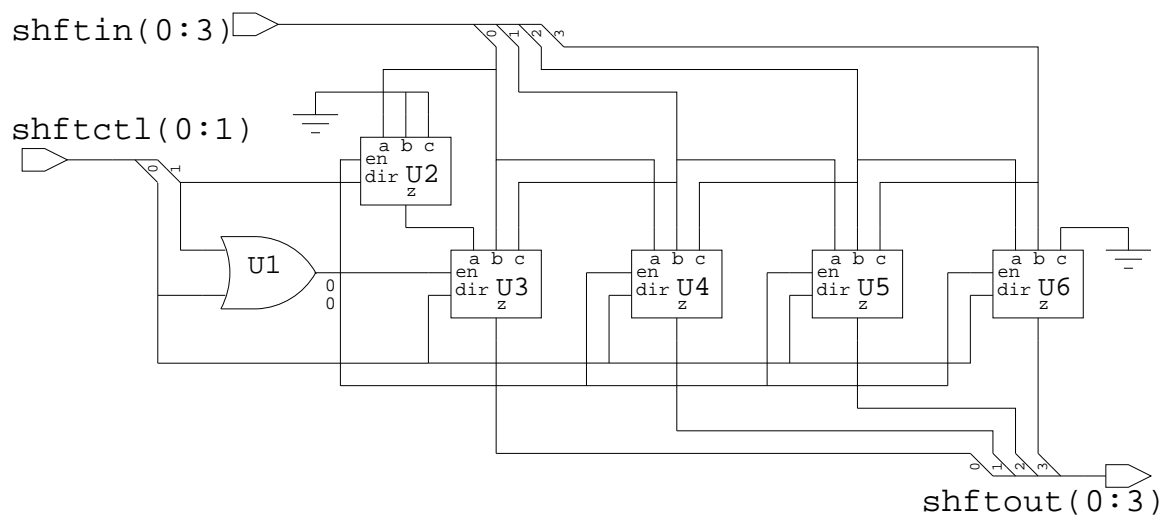 shftin(0:3)
0 1 2 3
shftctl(0:1)
0 1
a b c
en
dir U2
z
U1
0
0
a b c
en
dir U3
z
a b c
en
dir U4
z
a b c
en
dir U5
z
a b c
en
dir U6
z
0 1 2 3
shftout(0:3)